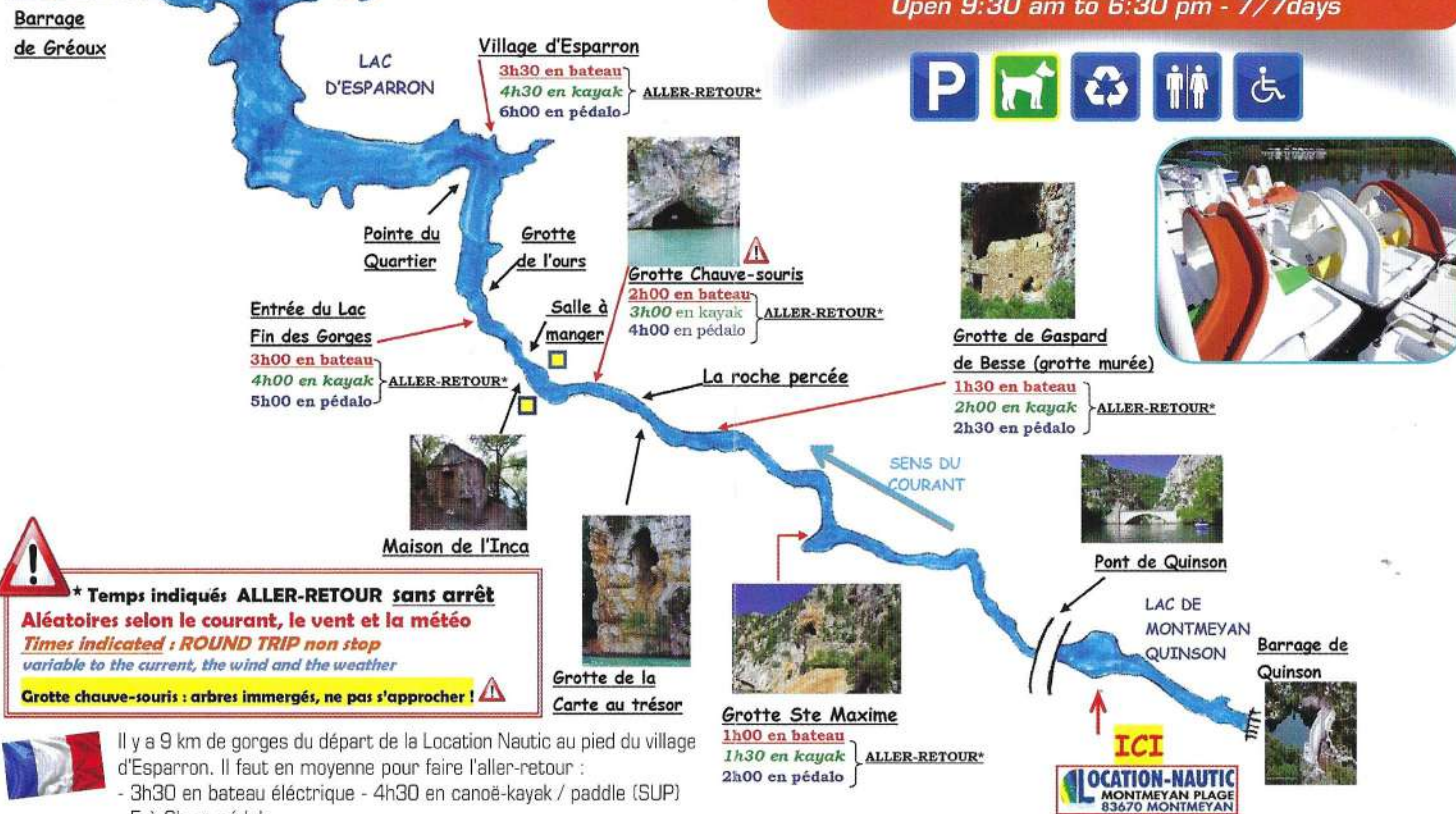 Open 9:30 am to 6:30 pm - 7/7days
Barrage
de Gréoux
LAC
D'ESPARRON
Village d'Esparron
3h30 en bateau
4h30 en kayak
6h00 en pédalo
ALLER-RETOUR*
P
Pointe du
Quartier
Grotte
de l'ours
Grotte Chauve-souris
2h00 en bateau
3h00 en kayak
4h00 en pédalo
ALLER-RETOUR*
Entrée du Lac
Fin des Gorges
3h00 en bateau
4h00 en kayak
5h00 en pédalo
ALLER-RETOUR*
Salle à
manger
La roche percée
Grotte de Gaspard
de Besse (grotte murée)
1h30 en bateau
2h00 en kayak
2h30 en pédalo
ALLER-RETOUR*
SENS DU
COURANT
Maison de l'Inca
Pont de Quinson
LAC DE
MONTMEYAN
QUINSON
Barrage de
Quinson
* Temps indiqués ALLER-RETOUR sans arrêt
Aléatoires selon le courant, le vent et la météo
Times indicated : ROUND TRIP non stop
variable to the current, the wind and the weather
Grotte chauve-souris : arbres immergés, ne pas s'approcher !
Grotte de la
Carte au trésor
Grotte Ste Maxime
1h00 en bateau
1h30 en kayak
2h00 en pédalo
ALLER-RETOUR*
ICI
LOCATION-NAUTIC
MONTMEYAN PLAGE
83670 MONTMEYAN
Il y a 9 km de gorges du départ de la Location Nautic au pied du village
d'Esparron. Il faut en moyenne pour faire l'aller-retour :
- 3h30 en bateau éléctrique - 4h30 en canoë-kayak / paddle (SUP)